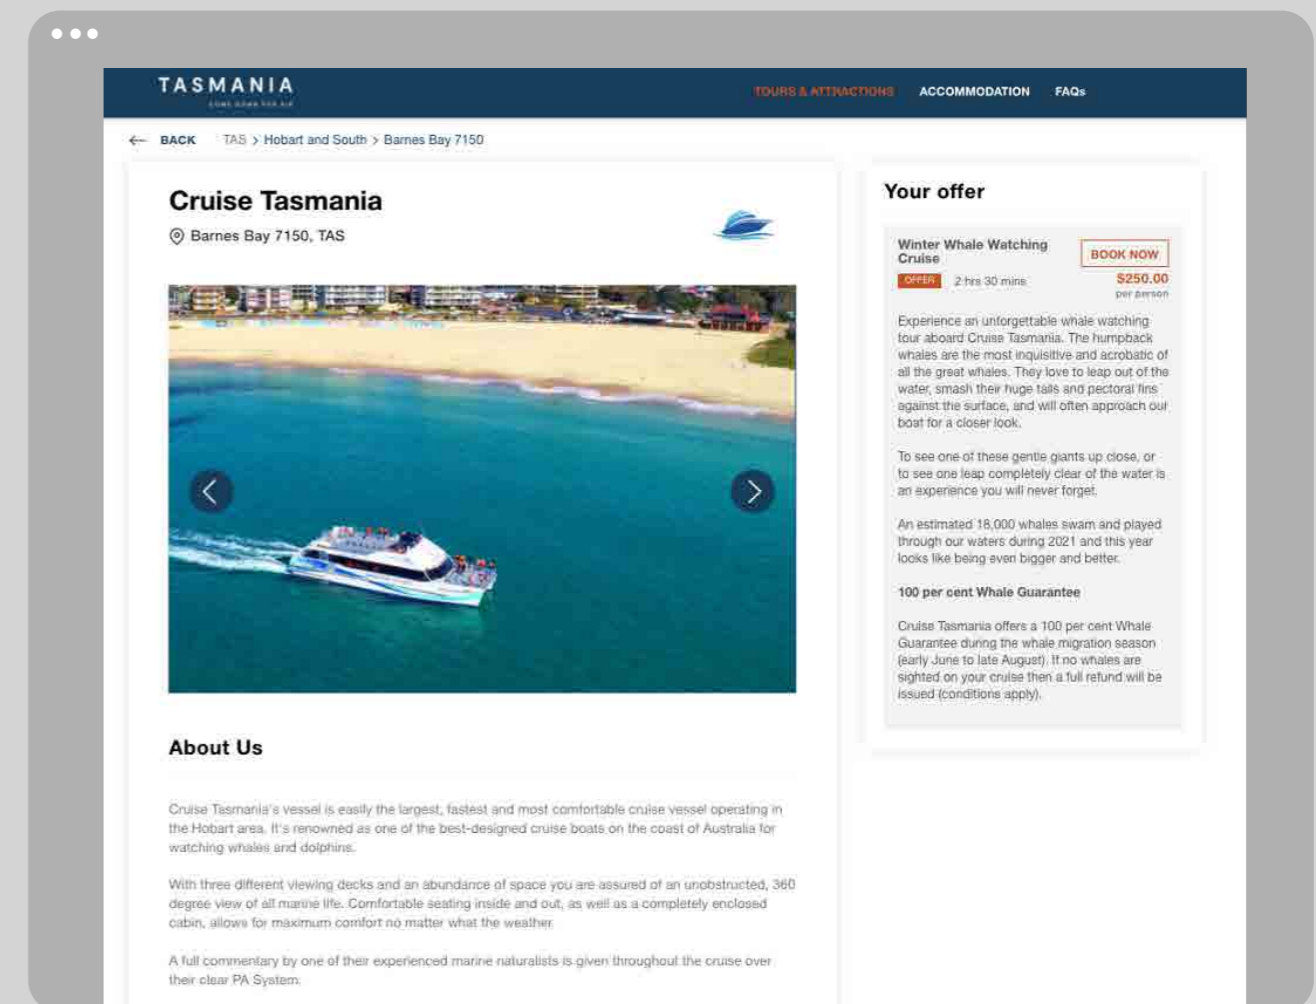 TASMANIA
COME DOWN FOR AIR
TOURS & ATTRACTIONS ACCOMMODATION FAQs
← BACK TAS > Hobart and South > Barnes Bay 7150
Cruise Tasmania
Barnes Bay 7150, TAS
About Us
Cruise Tasmania's vessel is easily the largest, fastest and most comfortable cruise vessel operating in
the Hobart area. It's renowned as one of the best-designed cruise boats on the coast of Australia for
watching whales and dolphins.
With three different viewing decks and an abundance of space you are assured of an unobstructed, 360
degree view of all marine life. Comfortable seating inside and out, as well as a completely enclosed
cabin, allows for maximum comfort no matter what the weather.
A full commentary by one of their experienced marine naturalists is given throughout the cruise over
their clear PA System.
Your offer
Winter Whale Watching
Cruise
BOOK NOW
OFFER 2 hrs 30 mins
$250.00
per person
Experience an unforgettable whale watching
tour aboard Cruise Tasmania. The humpback
whales are the most inquisitive and acrobatic of
all the great whales. They love to leap out of the
water, smash their huge tails and pectoral fins
against the surface, and will often approach our
boat for a closer look.
To see one of these gentle giants up close, or
to see one leap completely clear of the water is
an experience you will never forget.
An estimated 18,000 whales swam and played
through our waters during 2021 and this year
looks like being even bigger and better.
100 per cent Whale Guarantee
Cruise Tasmania offers a 100 per cent Whale
Guarantee during the whale migration season
(early June to late August). If no whales are
sighted on your cruise then a full refund will be
issued (conditions apply).